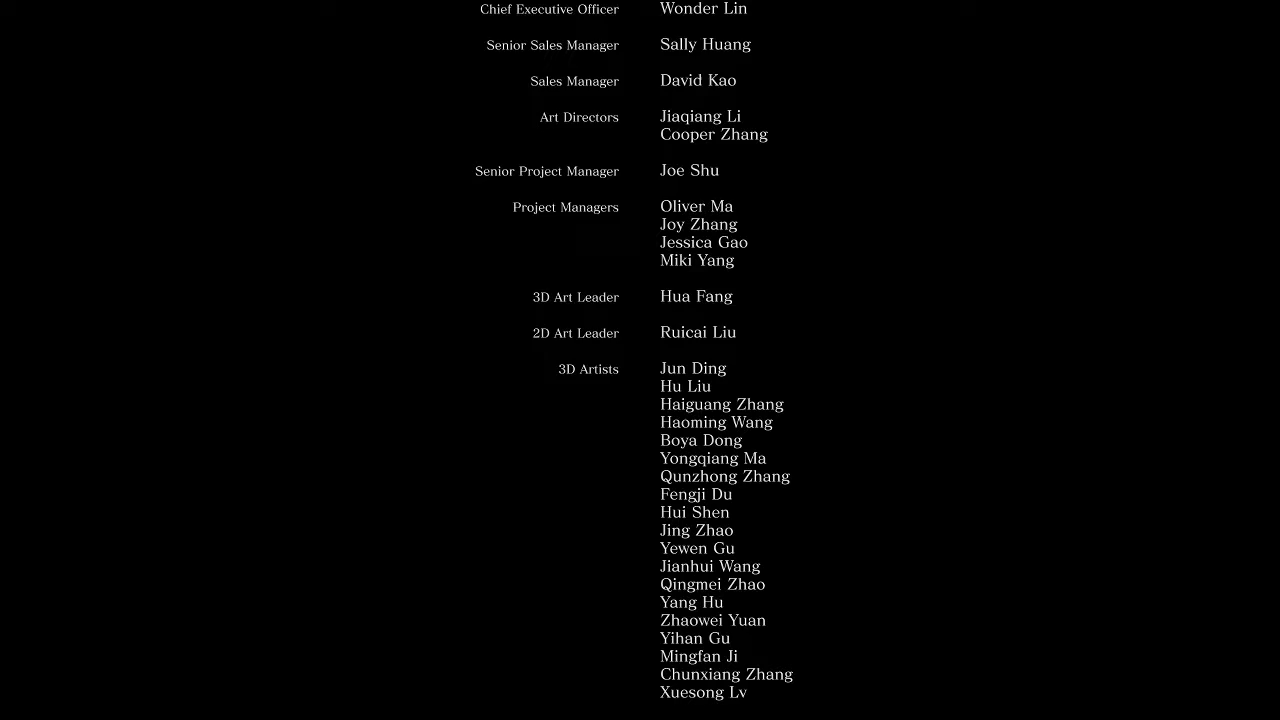 Chief Executive Officer Wonder Lin
Senior Sales Manager Sally Huang
Sales Manager David Kao
Art Directors Jiaqiang Li
Cooper Zhang
Senior Project Manager Joe Shu
Project Managers Oliver Ma
Joy Zhang
Jessica Gao
Miki Yang
3D Art Leader Hua Fang
2D Art Leader Ruicai Liu
3D Artists Jun Ding
Hu Liu
Haiguang Zhang
Haoming Wang
Boya Dong
Yongqiang Ma
Qunzhong Zhang
Fengji Du
Hui Shen
Jing Zhao
Yewen Gu
Jianhui Wang
Qingmei Zhao
Yang Hu
Zhaowei Yuan
Yihan Gu
Mingfan Ji
Chunxiang Zhang
Xuesong Lv